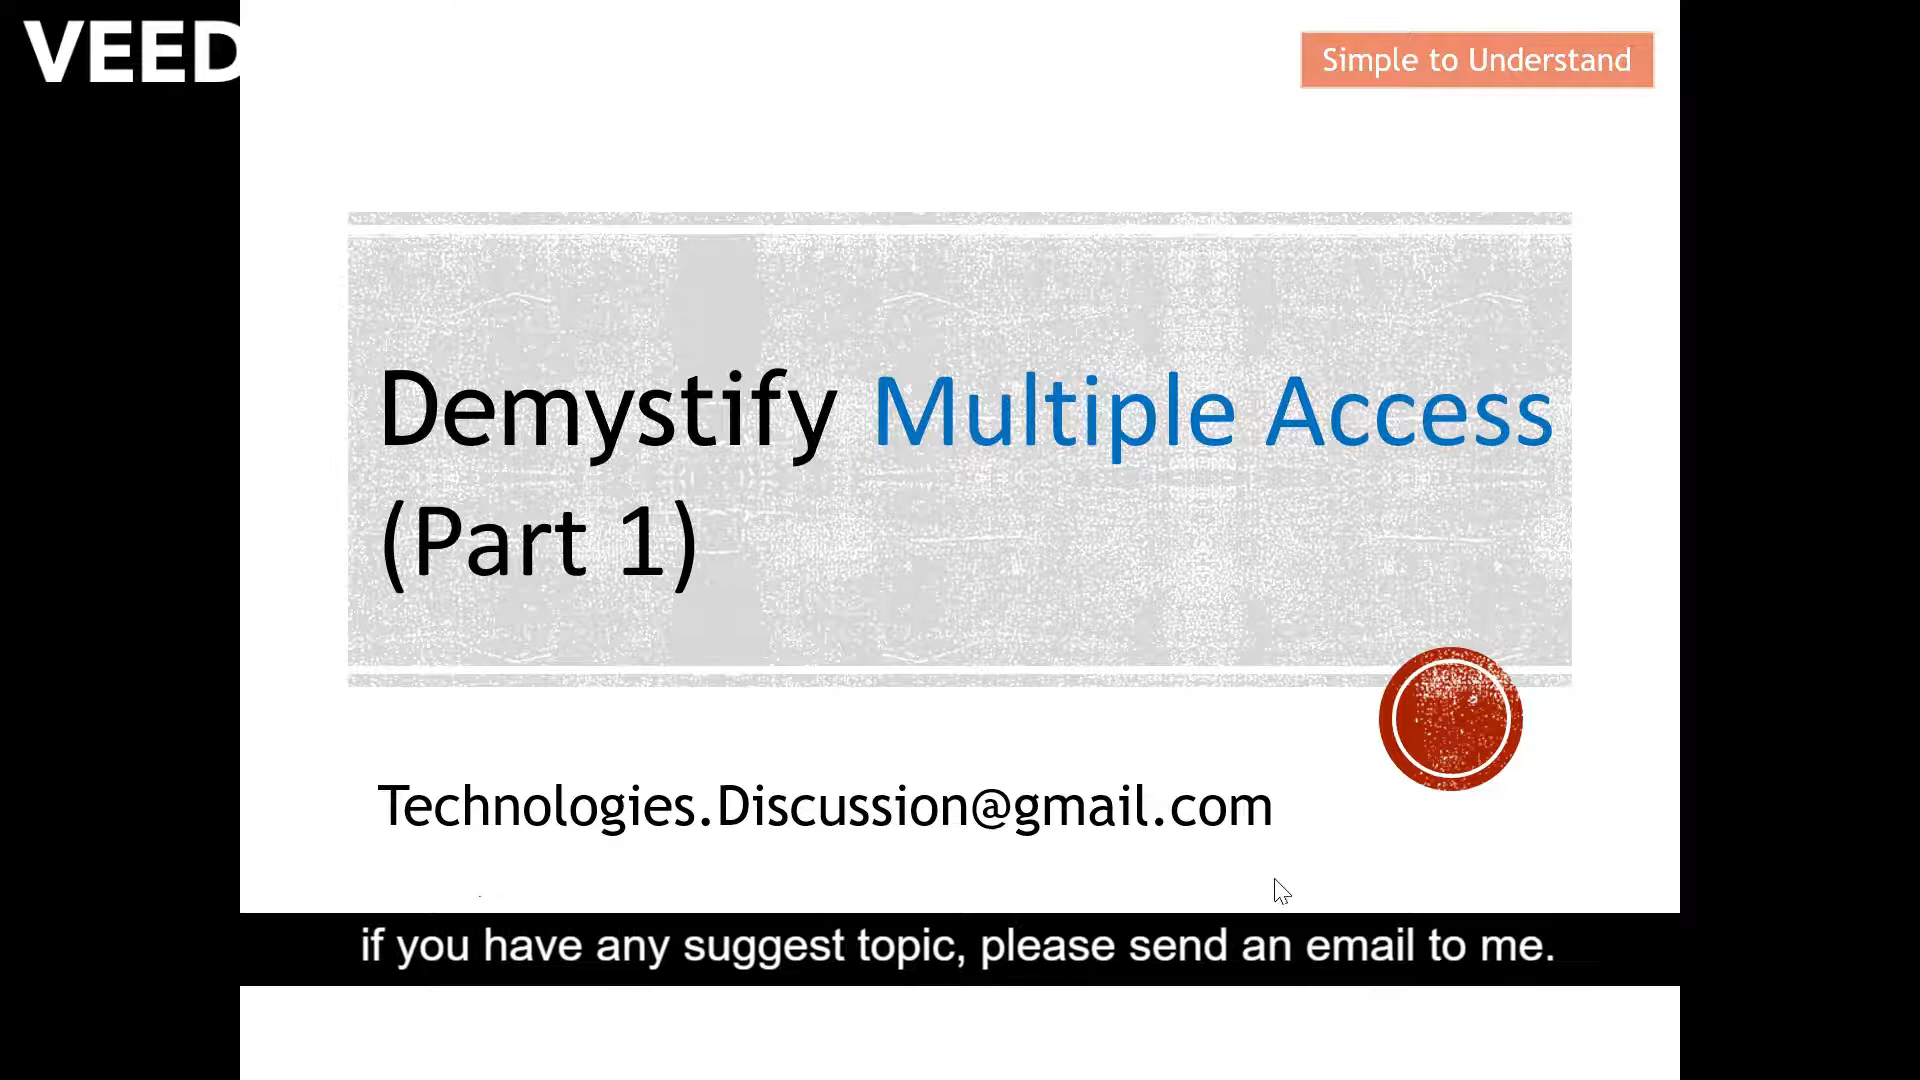 VEED
Simple to Understand
Demystify Multiple Access
(Part 1)
Technologies.Discussion@gmail.com
if you have any suggest topic, please send an email to me.